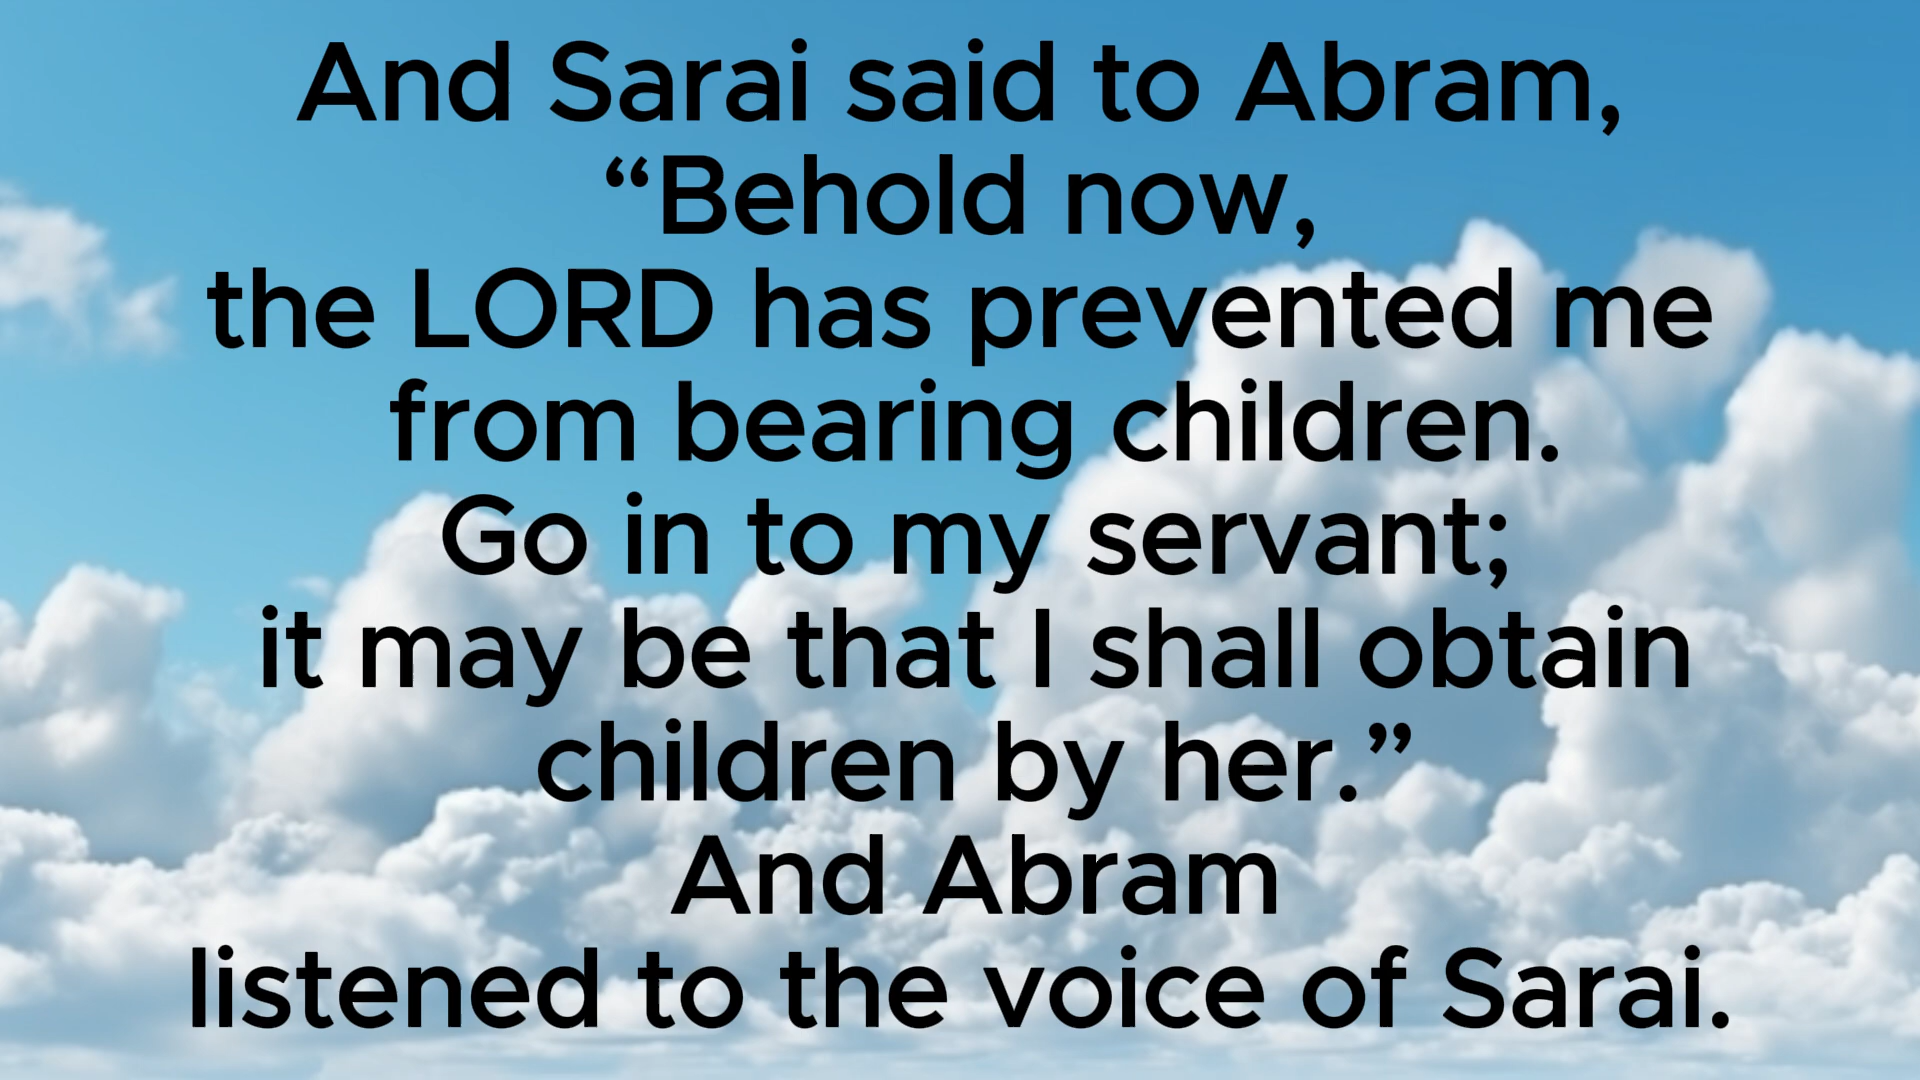 And Sarai said to Abram,
“Behold now,
the LORD has prevented me
from bearing children.
Go in to my servant;
it may be that I shall obtain
children by her.”
And Abram
listened to the voice of Sarai.